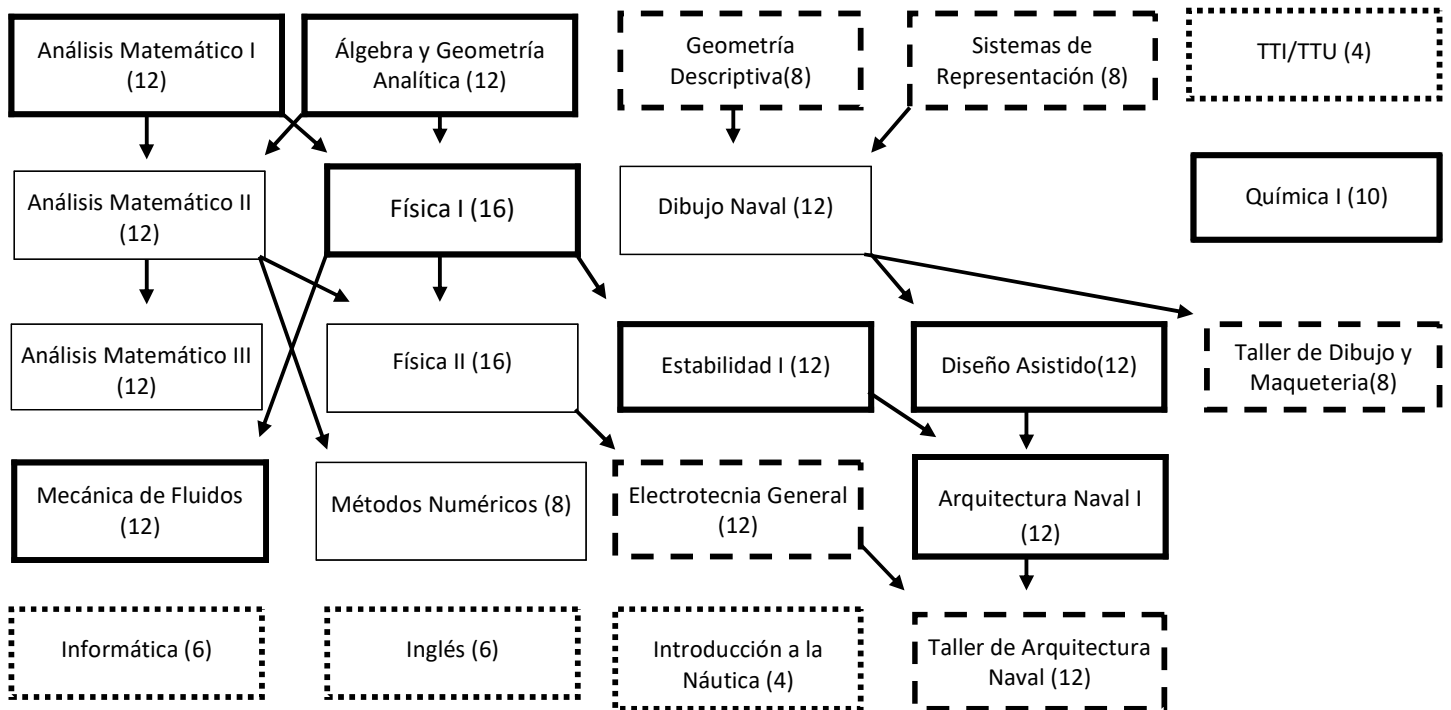 Análisis Matemático I
(12)
Álgebra y Geometría
Analítica (12)
Geometría
Descriptiva(8)
Sistemas de
Representación (8)
TTI/TTU (4)
Análisis Matemático II
(12)
Física I (16)
Dibujo Naval (12)
Química I (10)
Análisis Matemático III
(12)
Física II (16)
Estabilidad I (12)
Diseño Asistido(12)
Taller de Dibujo y
Maqueteria(8)
Mecánica de Fluidos
(12)
Métodos Numéricos (8)
Electrotecnia General
(12)
Arquitectura Naval I
(12)
Informática (6)
Inglés (6)
Introducción a la
Náutica (4)
Taller de Arquitectura
Naval (12)